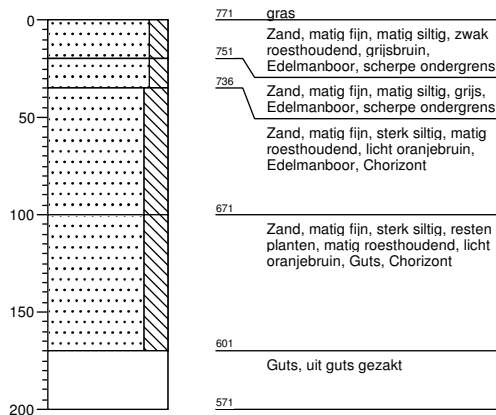 0
50
100
150
200
771
gras
Zand, matig fijn, matig siltig, zwak
roesthoudend, grijsbruin,
Edelmanboor, scherpe ondergrens
751
Zand, matig fijn, matig siltig, grijs,
Edelmanboor, scherpe ondergrens
736
Zand, matig fijn, sterk siltig, matig
roesthoudend, licht oranjebruin,
Edelmanboor, Chorizont
671
Zand, matig fijn, sterk siltig, resten
planten, matig roesthoudend, licht
oranjebruin, Guts, Chorizont
601
Guts, uit guts gezakt
571